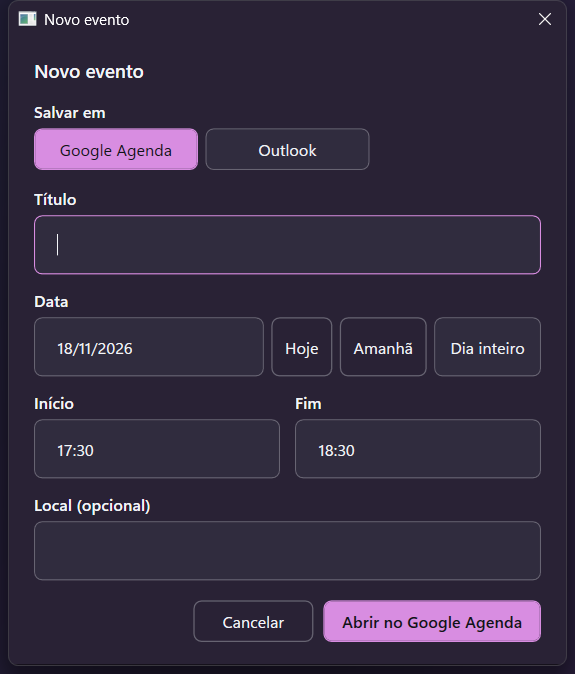 Novo evento
Novo evento
Salvar em
Google Agenda Outlook
Título
Data
18/11/2026 Hoje Amanhã Dia inteiro
Início Fim
17:30 18:30
Local (opcional)
Cancelar Abrir no Google Agenda